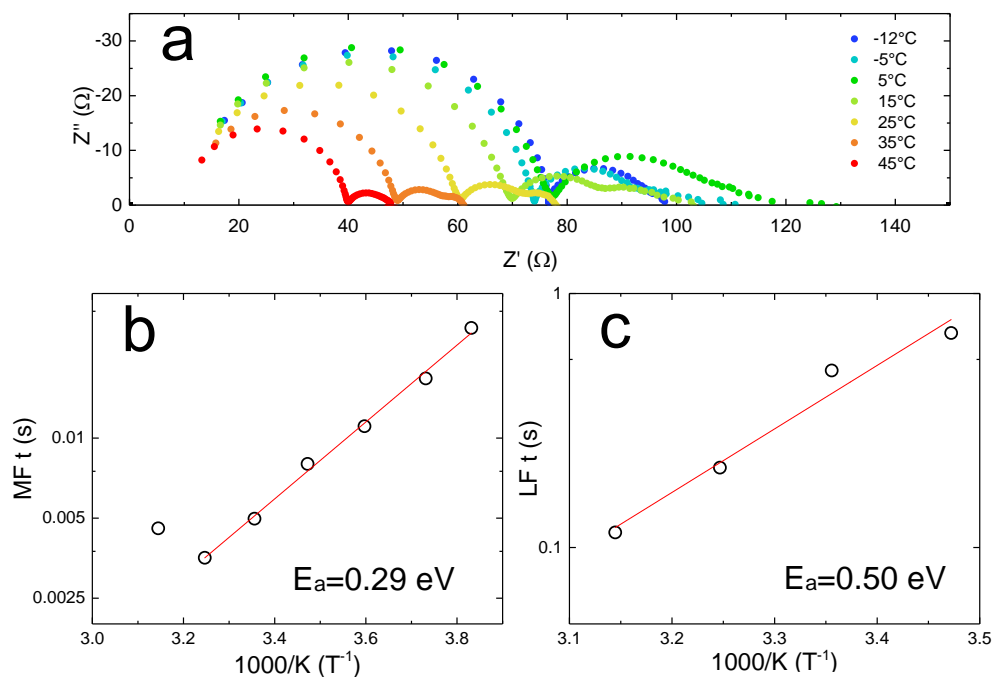 a
-30
-20
-10
0
Z'' (Ω)
0 20 40 60 80 100 120 140
Z' (Ω)
-12°C
-5°C
5°C
15°C
25°C
35°C
45°C
b
0.01
0.005
0.0025
MF t (s)
Ea=0.29 eV
3.0 3.2 3.4 3.6 3.8
1000/K (T⁻¹)
c
1
0.1
LF t (s)
Ea=0.50 eV
3.1 3.2 3.3 3.4 3.5
1000/K (T⁻¹)